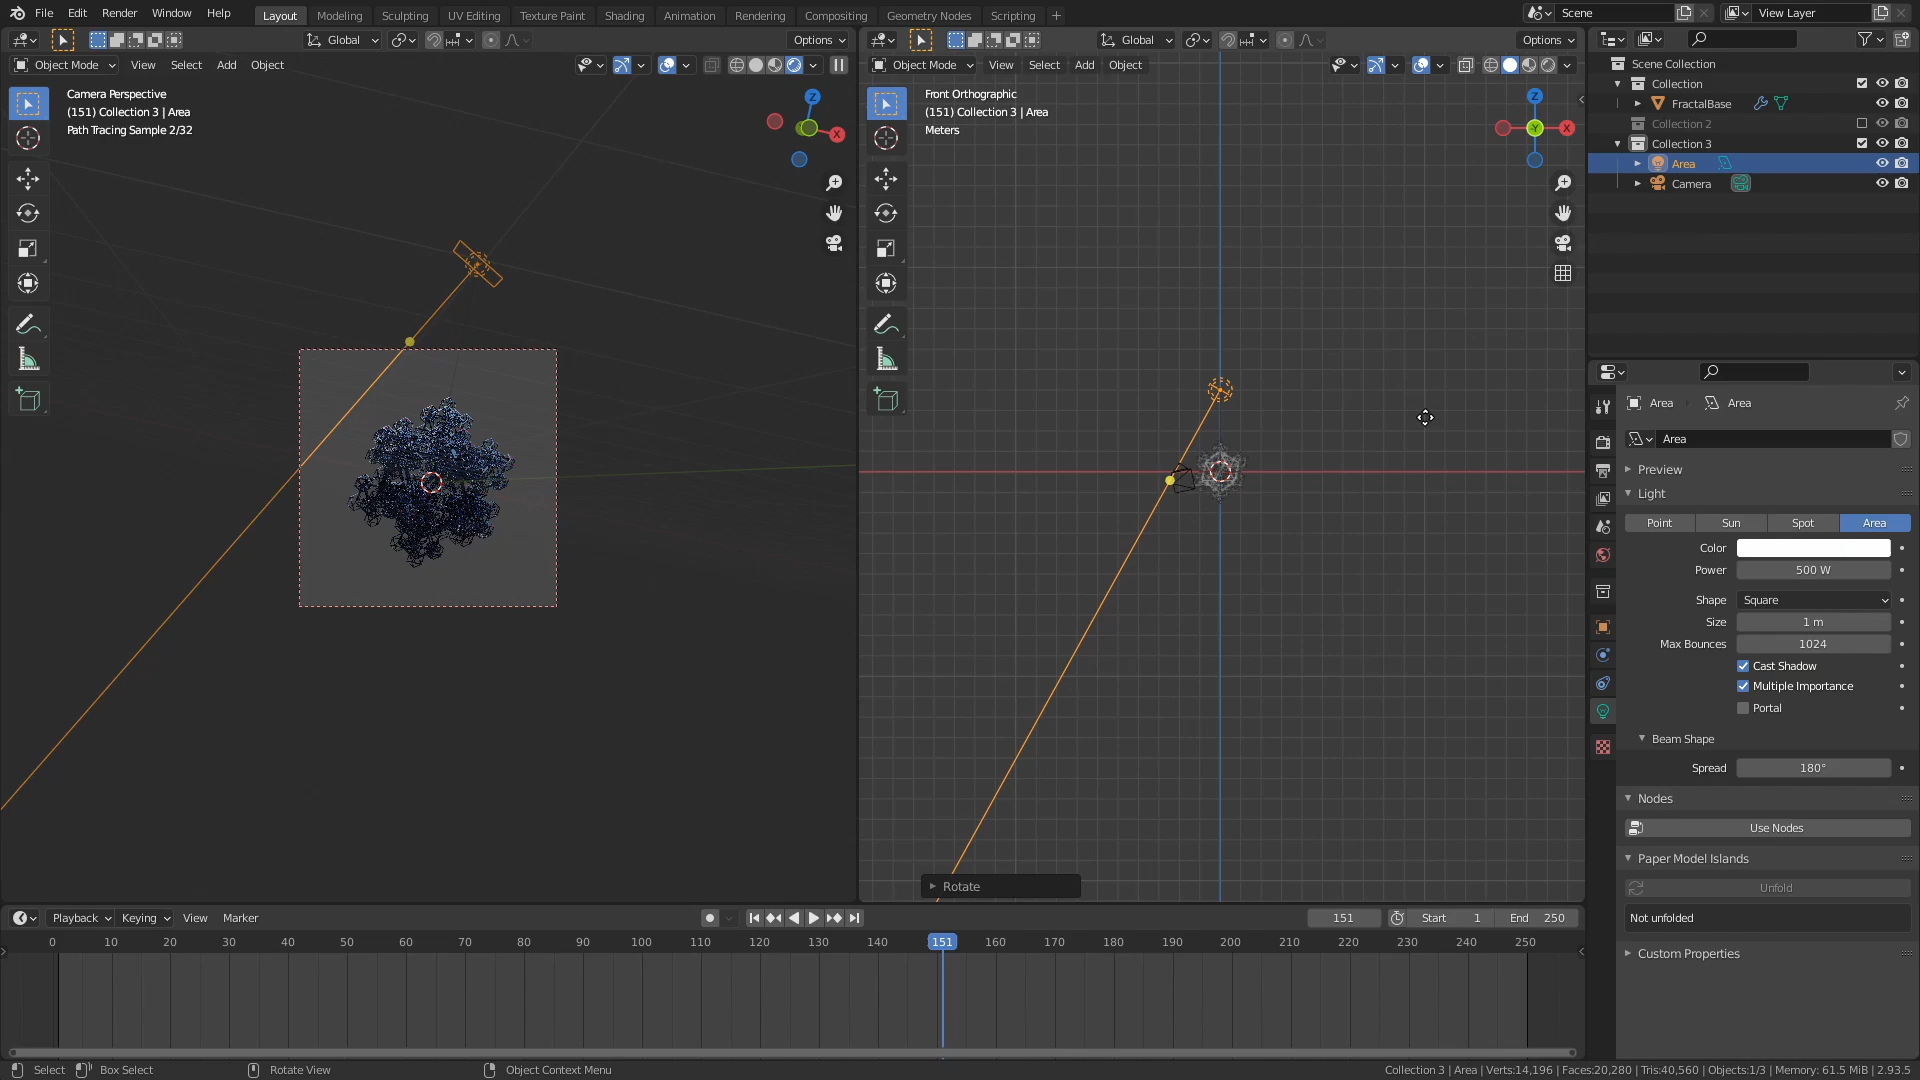 File Edit Render Window Help Layout Modeling Sculpting UV Editing Texture Paint Shading Animation Rendering Compositing Geometry Nodes Scripting + Scene View Layer
Global Options
Object Mode View Select Add Object
Camera Perspective
(151) Collection 3 | Area
Path Tracing Sample 2/32
Z
X
Global Options
Object Mode View Select Add Object
Front Orthographic
(151) Collection 3 | Area
Meters
Z
Y
X
Rotate
Scene Collection
Collection
FractalBase
Collection 2
Collection 3
Area
Camera
Area Area
Area
Preview
Light
Point Sun Spot Area
Color
Power 500 W
Shape Square
Size 1 m
Max Bounces 1024
Cast Shadow
Multiple Importance
Portal
Beam Shape
Spread 180°
Nodes
Use Nodes
Paper Model Islands
Unfold
Not unfolded
Custom Properties
Playback Keying View Marker 151 Start 1 End 250
0 10 20 30 40 50 60 70 80 90 100 110 120 130 140 151 160 170 180 190 200 210 220 230 240 250
Select Box Select Rotate View Object Context Menu Collection 3 | Area | Verts:14,196 | Faces:20,280 | Tris:40,560 | Objects:1/3 | Memory: 61.5 MiB | 2.93.5